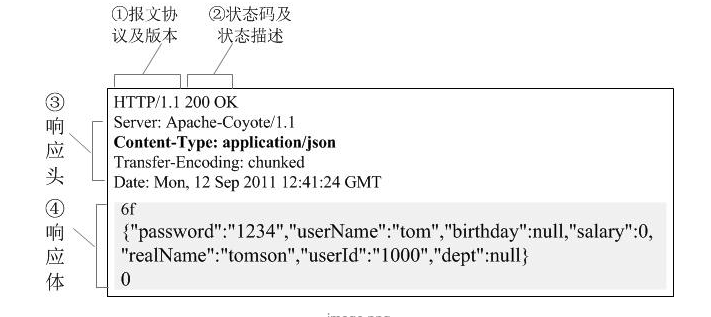 ①报文协
议及版本
②状态码及
状态描述
HTTP/1.1 200 OK
③
响
应
头
Server: Apache-Coyote/1.1
Content-Type: application/json
Transfer-Encoding: chunked
Date: Mon, 12 Sep 2011 12:41:24 GMT
④
响
应
体
6f
{"password":"1234","userName":"tom","birthday":null,"salary":0,
"realName":"tomson","userId":"1000","dept":null}
0